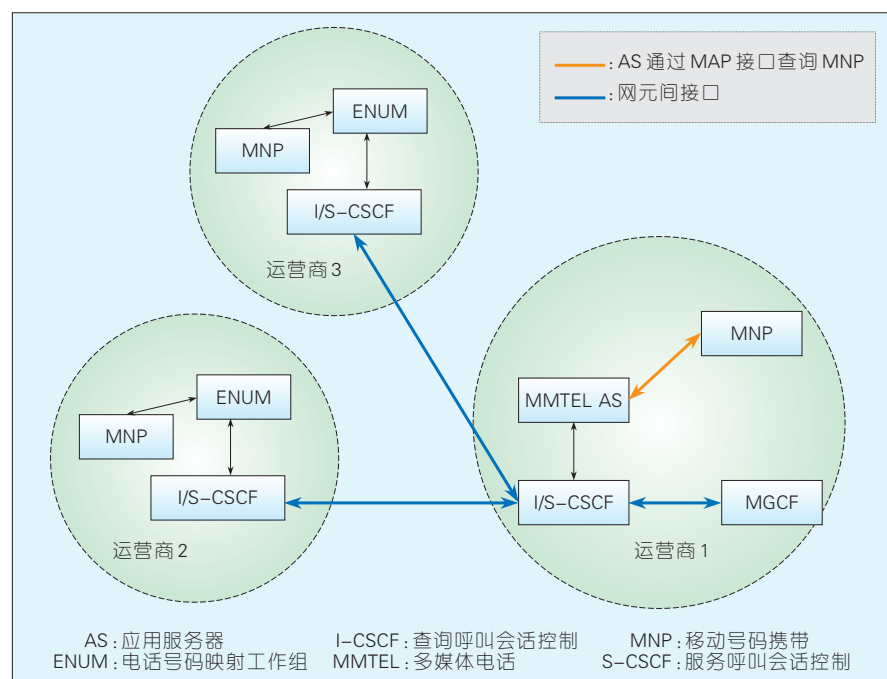 —: AS 通过 MAP 接口查询 MNP
—: 网元间接口
ENUM
MNP
I/S-CSCF
运营商3
MNP
MMTEL AS
I/S-CSCF
MGCF
运营商1
ENUM
MNP
I/S-CSCF
运营商2
AS:应用服务器 I-CSCF:查询呼叫会话控制 MNP:移动号码携带
ENUM:电话号码映射工作组 MMTEL:多媒体电话 S-CSCF:服务呼叫会话控制